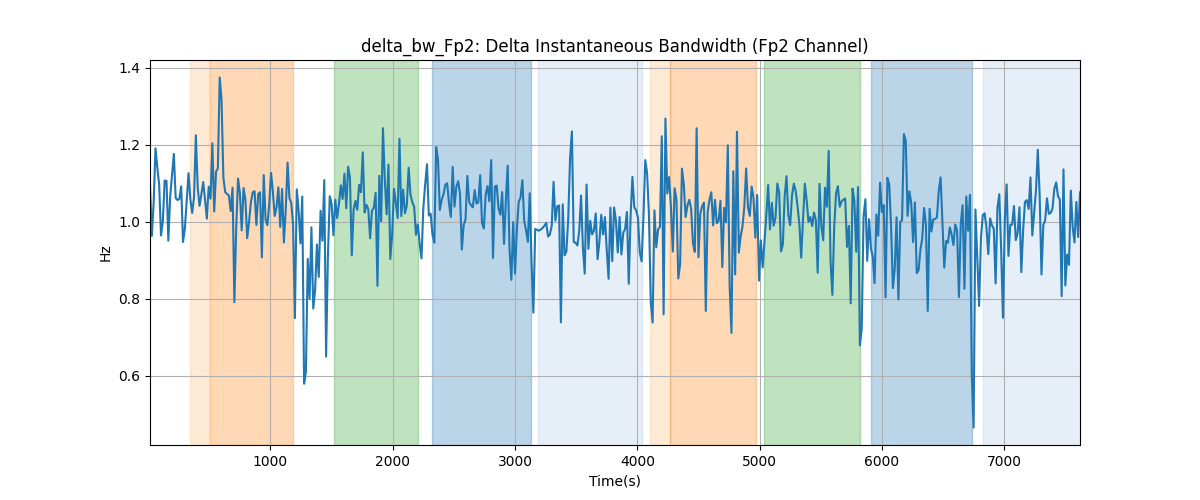 delta_bw_Fp2: Delta Instantaneous Bandwidth (Fp2 Channel)
1.4
1.2
1.0
0.8
0.6
Hz
1000 2000 3000 4000 5000 6000 7000
Time(s)